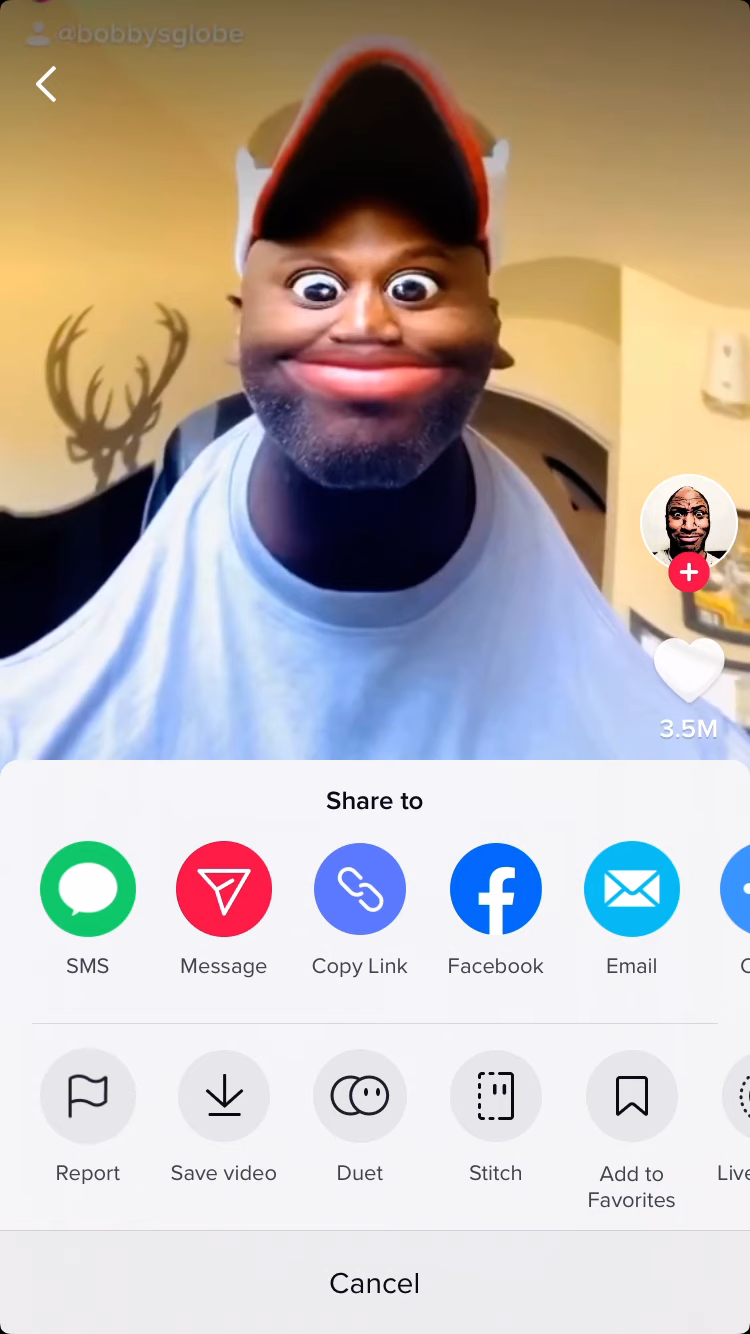 @bobbysglobe
3.5M
Share to
SMS
Message
Copy Link
Facebook
Email
Report
Save video
Duet
Stitch
Add to
Favorites
Cancel